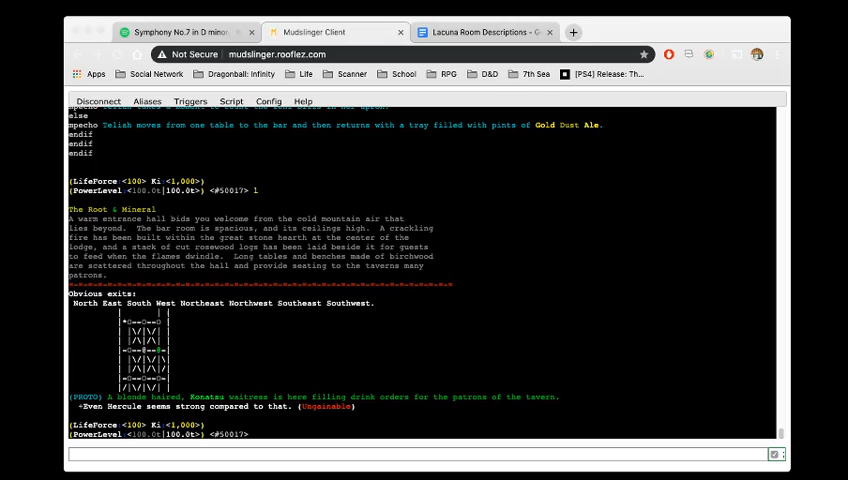 Symphony No.7 in D minor
Mudslinger Client
Lacuna Room Descriptions - G
Not Secure | mudslinger.rooflez.com
Apps Social Network Dragonball: Infinity Life Scanner School RPG D&D 7th Sea [PS4] Release: Th...
Disconnect Aliases Triggers Script Config Help
else
mpecho Teliah moves from one table to the bar and then returns with a tray filled with pints of Gold Dust Ale.
endif
endif
endif
(LifeForce:<100> Ki:<1,000>)
(PowerLevel:<100.0t|100.0t>) <#50017> l
The Root & Mineral
A warm entrance hall bids you welcome from the cold mountain air that
lies beyond. The bar room is spacious, and its ceilings high. A crackling
fire has been built within the great stone hearth at the center of the
lodge, and a stack of cut rosewood logs has been laid beside it for guests
to feed when the flames dwindle. Long tables and benches made of birchwood
are scattered throughout the hall and provide seating to the taverns many
patrons.
Obvious exits:
North East South West Northeast Northwest Southeast Southwest.
(PROTO) A blonde haired, Konatsu waitress is here filling drink orders for the patrons of the tavern.
+Even Hercule seems strong compared to that. (Ungainable)
(LifeForce:<100> Ki:<1,000>)
(PowerLevel:<100.0t|100.0t>) <#50017>